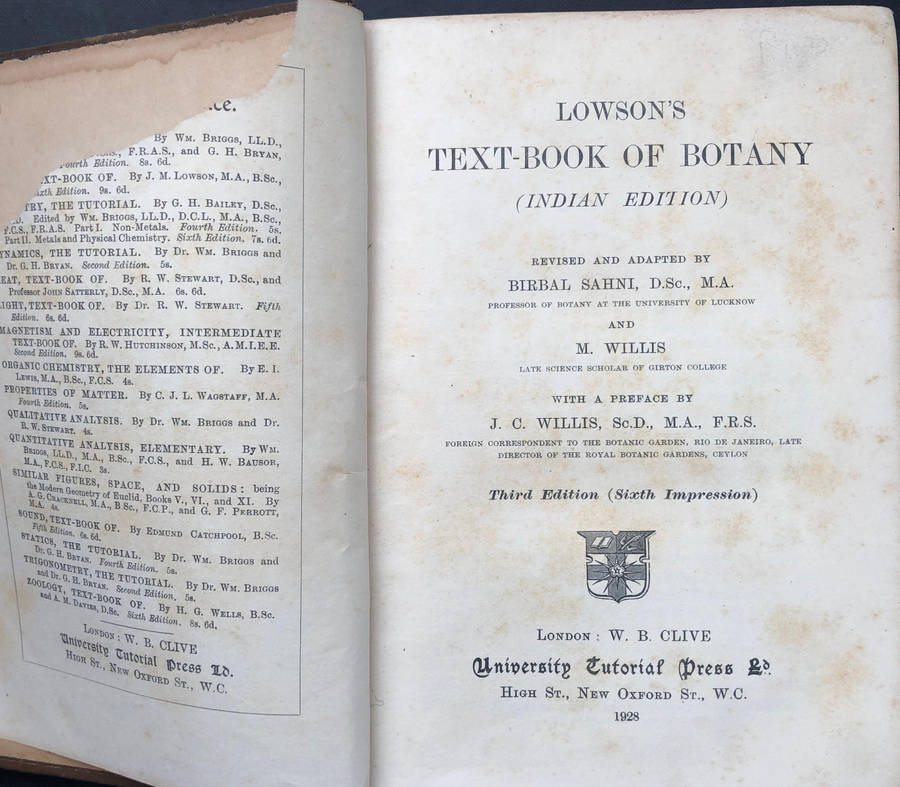 ce.
By Wm. Briggs, LL.D.,
F.R.A.S., and G. H. Bryan,
Fourth Edition. 8s. 6d.
XT-BOOK OF. By J. M. Lowson, M.A., B.Sc.,
xth Edition. 9s. 6d.
TRY, THE TUTORIAL. By G. H. Bailey, D.Sc.,
D. Edited by Wm. Briggs, LL.D., D.C.L., M.A., B.Sc.,
F.C.S., F.R.A.S. Part I. Non-Metals. Fourth Edition. 5s.
Part II. Metals and Physical Chemistry. Sixth Edition. 7s. 6d.
YNAMICS, THE TUTORIAL. By Dr. Wm. Briggs and
Dr. G. H. Bryan. Second Edition. 5s.
EAT, TEXT-BOOK OF. By R. W. Stewart, D.Sc., and
Professor John Satterly, D.Sc., M.A. 6s. 6d.
LIGHT, TEXT-BOOK OF. By Dr. R. W. Stewart. Fifth
Edition. 6s. 6d.
MAGNETISM AND ELECTRICITY, INTERMEDIATE
TEXT-BOOK OF. By R. W. Hutchinson, M.Sc., A.M.I.E.E.
Second Edition. 9s. 6d.
ORGANIC CHEMISTRY, THE ELEMENTS OF. By E. I.
Lewis, M.A., B.Sc., F.C.S. 4s.
PROPERTIES OF MATTER. By C. J. L. Wagstaff, M.A.
Fourth Edition. 5s.
QUALITATIVE ANALYSIS. By Dr. Wm. Briggs and Dr.
R. W. Stewart. 4s.
QUANTITATIVE ANALYSIS, ELEMENTARY. By Wm.
Briggs, LL.D., M.A., B.Sc., F.C.S., and H. W. Bausor,
M.A., F.C.S., F.I.C. 3s.
SIMILAR FIGURES, SPACE, AND SOLIDS: being
the Modern Geometry of Euclid, Books V., VI., and XI. By
A. G. Cracknell, M.A., B.Sc., F.C.P., and G. F. Perrott,
M.A. 4s.
SOUND, TEXT-BOOK OF. By Edmund Catchpool, B.Sc.
Fifth Edition. 6s. 6d.
STATICS, THE TUTORIAL. By Dr. Wm. Briggs and
Dr. G. H. Bryan. Fourth Edition. 5s.
TRIGONOMETRY, THE TUTORIAL. By Dr. Wm. Briggs
and Dr. G. H. Bryan. Second Edition. 5s.
ZOOLOGY, TEXT-BOOK OF. By H. G. Wells, B.Sc.
and A. M. Davies, D.Sc. Sixth Edition. 8s. 6d.
London: W. B. CLIVE
University Tutorial Press Ld.
High St., New Oxford St., W.C.
LOWSON'S
TEXT-BOOK OF BOTANY
(INDIAN EDITION)
REVISED AND ADAPTED BY
BIRBAL SAHNI, D.Sc., M.A.
PROFESSOR OF BOTANY AT THE UNIVERSITY OF LUCKNOW
AND
M. WILLIS
LATE SCIENCE SCHOLAR OF GIRTON COLLEGE
WITH A PREFACE BY
J. C. WILLIS, Sc.D., M.A., F.R.S.
FOREIGN CORRESPONDENT TO THE BOTANIC GARDEN, RIO DE JANEIRO, LATE
DIRECTOR OF THE ROYAL BOTANIC GARDENS, CEYLON
Third Edition (Sixth Impression)
London: W. B. CLIVE
University Tutorial Press Ld.
High St., New Oxford St., W.C.
1928